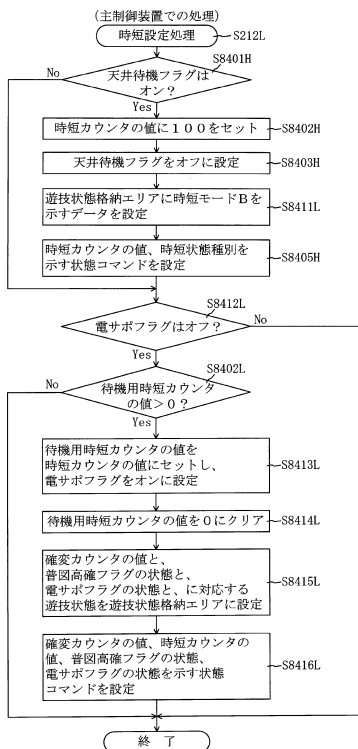 (主制御装置での処理)
時短設定処理
S212L
S8401H
天井待機フラグは
オン？
No
Yes
時短カウンタの値に１００をセット
S8402H
天井待機フラグをオフに設定
S8403H
遊技状態格納エリアに時短モードＢを
示すデータを設定
S8411L
時短カウンタの値、時短状態種別を
示す状態コマンドを設定
S8405H
S8412L
電サポフラグはオフ？
No
Yes
S8402L
No
待機用時短カウンタ
の値＞０？
Yes
待機用時短カウンタの値を
時短カウンタの値にセットし、
電サポフラグをオンに設定
S8413L
待機用時短カウンタの値を０にクリア
S8414L
確変カウンタの値と、
普図高確フラグの状態と、
電サポフラグの状態と、に対応する
遊技状態を遊技状態格納エリアに設定
S8415L
確変カウンタの値、時短カウンタの
値、普図高確フラグの状態、
電サポフラグの状態を示す状態
コマンドを設定
S8416L
終 了